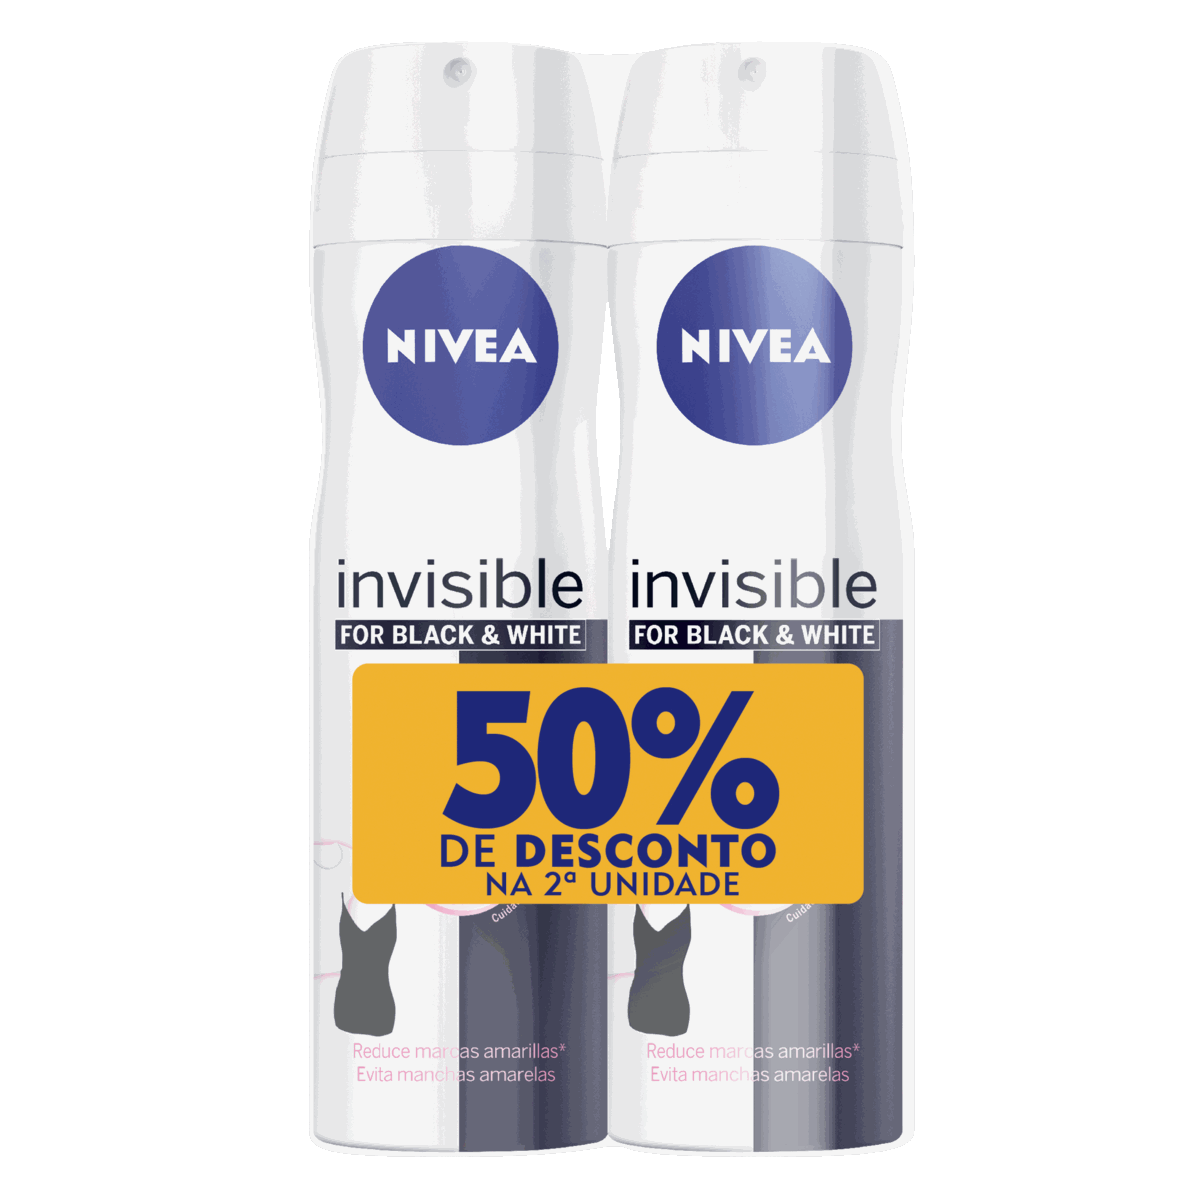 NIVEA
invisible
FOR BLACK & WHITE
NIVEA
invisible
FOR BLACK & WHITE
50%
DE DESCONTO
NA 2ª UNIDADE
Reduce marcas amarillas*
Evita manchas amarelas
Reduce marcas amarillas*
Evita manchas amarelas